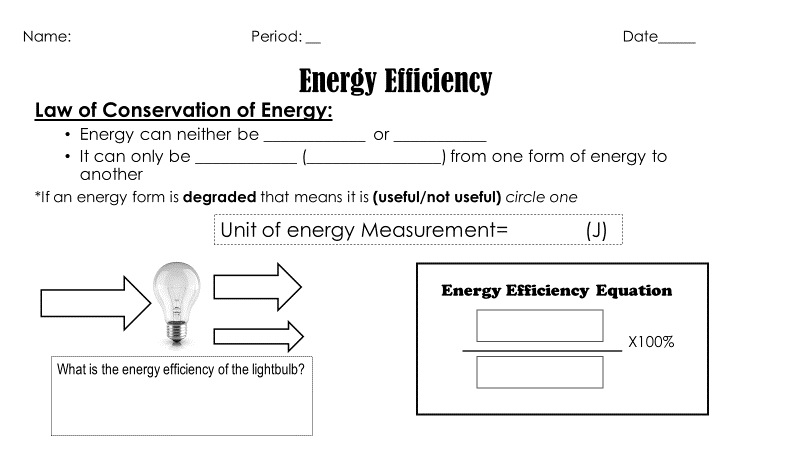 Name: Period: __ Date_____
Energy Efficiency
Law of Conservation of Energy:
• Energy can neither be ____________ or ___________
• It can only be ____________ (________________) from one form of energy to
another
*If an energy form is degraded that means it is (useful/not useful) circle one
Unit of energy Measurement= (J)
Energy Efficiency Equation
X100%
What is the energy efficiency of the lightbulb?